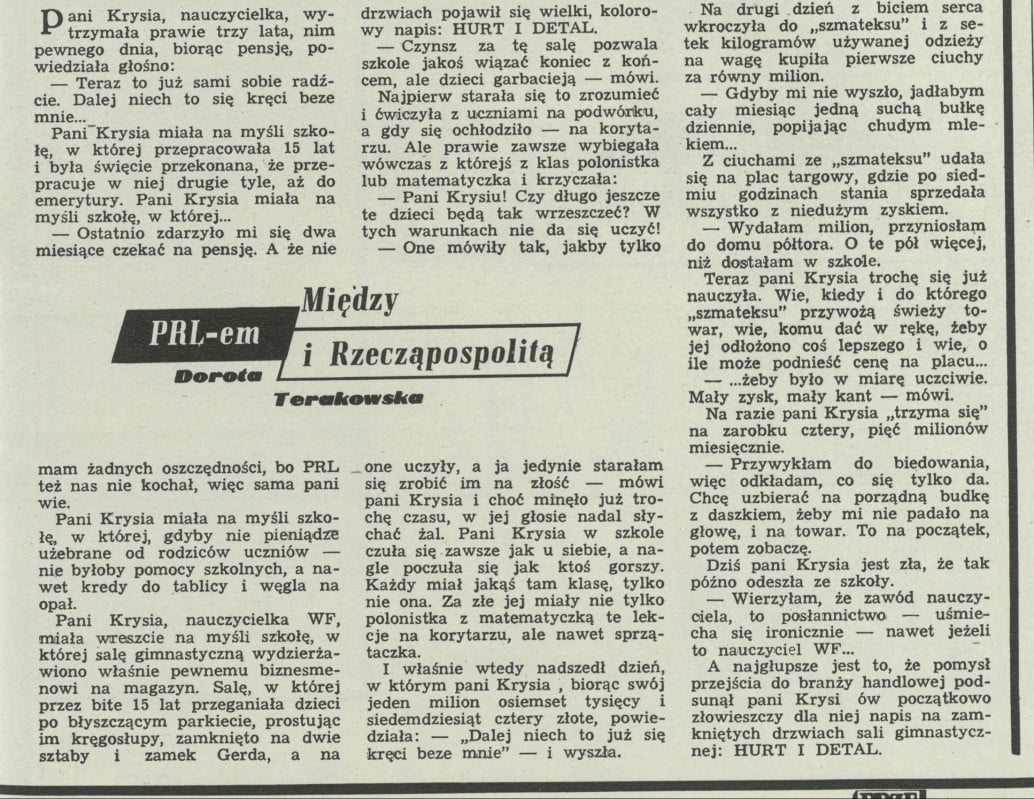 Pani Krysia, nauczycielka, wy-
trzymała prawie trzy lata, nim
pewnego dnia, biorąc pensję, po-
wiedziała głośno:
— Teraz to już sami sobie radź-
cie. Dalej niech to się kręci beze
mnie...
Pani Krysia miała na myśli szko-
łę, w której przepracowała 15 lat
i była święcie przekonana, że prze-
pracuje w niej drugie tyle, aż do
emerytury. Pani Krysia miała na
myśli szkołę, w której...
— Ostatnio zdarzyło mi się dwa
miesiące czekać na pensję. A że nie
Między
PRL-em
i Rzecząpospolitą
Dorota
Terakowska
mam żadnych oszczędności, bo PRL
też nas nie kochał, więc sama pani
wie.
Pani Krysia miała na myśli szko-
łę, w której, gdyby nie pieniądze
użebrane od rodziców uczniów —
nie byłoby pomocy szkolnych, a na-
wet kredy do tablicy i węgla na
opał.
Pani Krysia, nauczycielka WF,
miała wreszcie na myśli szkołę, w
której salę gimnastyczną wydzierża-
wiono właśnie pewnemu biznesme-
nowi na magazyn. Salę, w której
przez bite 15 lat przeganiała dzieci
po błyszczącym parkiecie, prostując
im kręgosłupy, zamknięto na dwie
sztaby i zamek Gerda, a na
drzwiach pojawił się wielki, koloro-
wy napis: HURT I DETAL.
— Czynsz za tę salę pozwala
szkole jakoś wiązać koniec z koń-
cem, ale dzieci garbacieją — mówi.
Najpierw starała się to zrozumieć
i ćwiczyła z uczniami na podwórku,
a gdy się ochłodziło — na koryta-
rzu. Ale prawie zawsze wybiegała
wówczas z którejś z klas polonistka
lub matematyczka i krzyczała:
— Pani Krysiu! Czy długo jeszcze
te dzieci będą tak wrzeszczeć? W
tych warunkach nie da się uczyć!
— One mówiły tak, jakby tylko
one uczyły, a ja jedynie starałam
się zrobić im na złość — mówi
pani Krysia i choć minęło już tro-
chę czasu, w jej głosie nadal sły-
chać żal. Pani Krysia w szkole
czuła się zawsze jak u siebie, a na-
gle poczuła się jak ktoś gorszy.
Każdy miał jakąś tam klasę, tylko
nie ona. Za złe jej miały nie tylko
polonistka z matematyczką te lek-
cje na korytarzu, ale nawet sprzą-
taczka.
I właśnie wtedy nadszedł dzień,
w którym pani Krysia , biorąc swój
jeden milion osiemset tysięcy i
siedemdziesiąt cztery złote, powie-
działa: — „Dalej niech to już się
kręci beze mnie" — i wyszła.
Na drugi dzień z biciem serca
wkroczyła do „szmateksu" i z se-
tek kilogramów używanej odzieży
na wagę kupiła pierwsze ciuchy
za równy milion.
— Gdyby mi nie wyszło, jadłabym
cały miesiąc jedną suchą bułkę
dziennie, popijając chudym mle-
kiem...
Z ciuchami ze „szmateksu" udała
się na plac targowy, gdzie po sied-
miu godzinach stania sprzedała
wszystko z niedużym zyskiem.
— Wydałam milion, przyniosłam
do domu półtora. O te pół więcej,
niż dostałam w szkole.
Teraz pani Krysia trochę się już
nauczyła. Wie, kiedy i do którego
„szmateksu" przywożą świeży to-
war, wie, komu dać w rękę, żeby
jej odłożono coś lepszego i wie, o
ile może podnieść cenę na placu...
— ...żeby było w miarę uczciwie.
Mały zysk, mały kant — mówi.
Na razie pani Krysia „trzyma się"
na zarobku cztery, pięć milionów
miesięcznie.
— Przywykłam do biedowania,
więc odkładam, co się tylko da.
Chcę uzbierać na porządną budkę
z daszkiem, żeby mi nie padało na
głowę, i na towar. To na początek,
potem zobaczę.
Dziś pani Krysia jest zła, że tak
późno odeszła ze szkoły.
— Wierzyłam, że zawód nauczy-
ciela, to posłannictwo — uśmie-
cha się ironicznie — nawet jeżeli
to nauczyciel WF...
A najgłupsze jest to, że pomysł
przejścia do branży handlowej pod-
sunął pani Krysi ów początkowo
złowieszczy dla niej napis na zam-
kniętych drzwiach sali gimnastycz-
nej: HURT I DETAL.